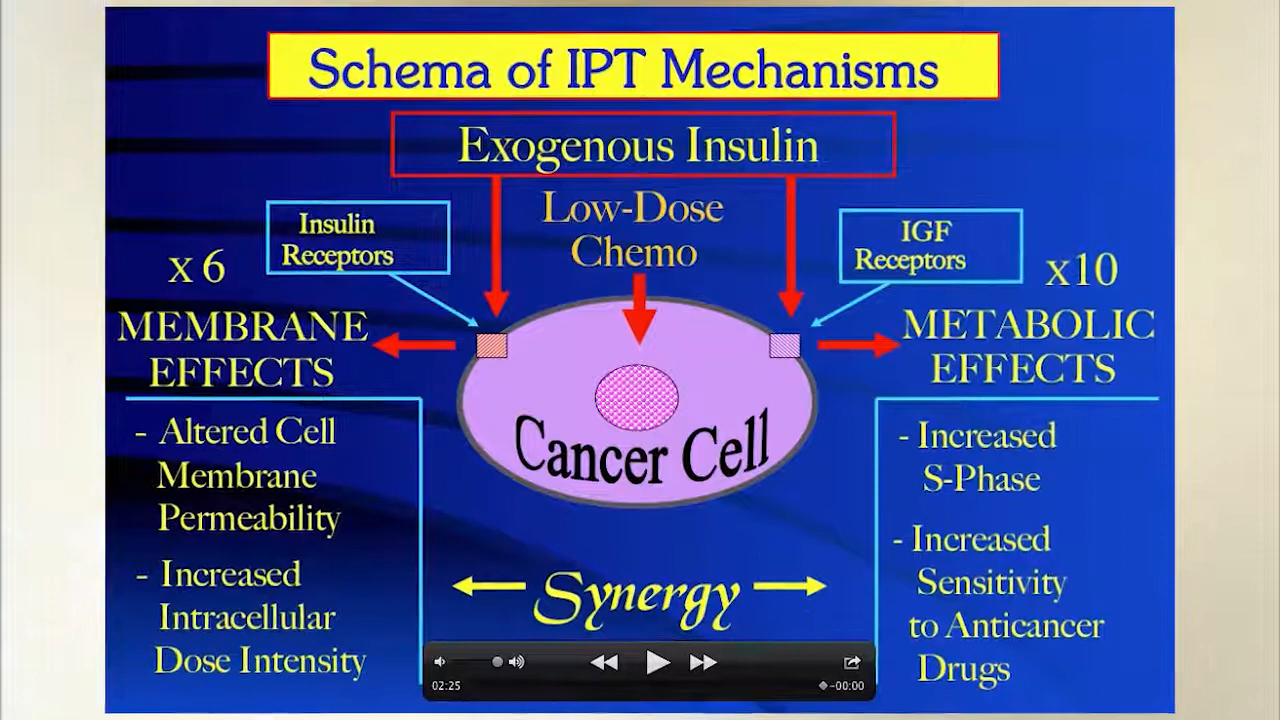 Schema of IPT Mechanisms
Exogenous Insulin
Low-Dose
Chemo
Insulin
Receptors
x 6
IGF
Receptors
x10
MEMBRANE
EFFECTS
METABOLIC
EFFECTS
- Altered Cell
Membrane
Permeability
- Increased
Intracellular
Dose Intensity
Cancer Cell
Synergy
- Increased
S-Phase
- Increased
Sensitivity
to Anticancer
Drugs
02:25
-00:00